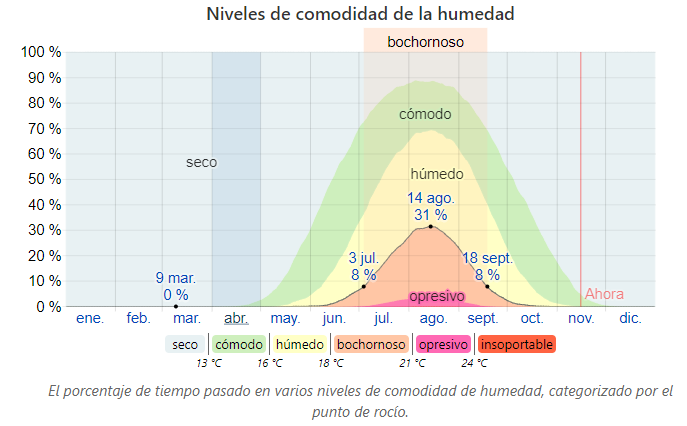 Niveles de comodidad de la humedad
bochornoso
100 %
90 %
80 %
70 %
60 %
50 %
40 %
30 %
20 %
10 %
0 %
cómodo
seco
húmedo
14 ago.
31 %
3 jul.
8 %
18 sept.
8 %
9 mar.
0 %
opresivo
Ahora
ene. feb. mar. abr. may. jun. jul. ago. sept. oct. nov. dic.
seco cómodo húmedo bochornoso opresivo insoportable
13 °C 16 °C 18 °C 21 °C 24 °C
El porcentaje de tiempo pasado en varios niveles de comodidad de humedad, categorizado por el
punto de rocío.